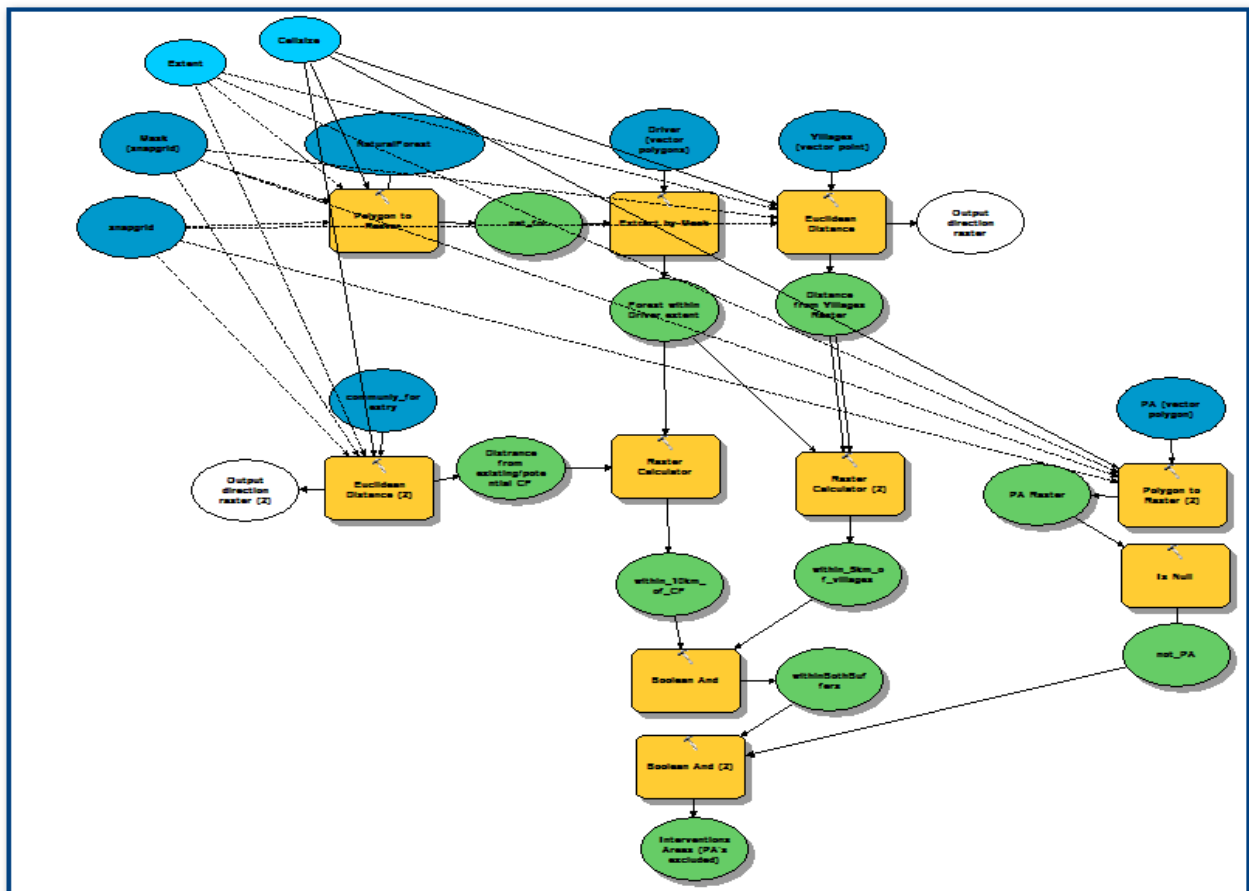 Cellsize
Extent
Mask
(snapgrid)
NaturalForest
Driver
(vector
polygons)
Villages
(vector point)
snapgrid
Polygon to
Raster
Extract by Mask
Euclidean
Distance
Output
direction
raster
Forest within
Driver extent
Distance
from Villages
Raster
communiy_for
estry
PA (vector
polygon)
Output
direction
raster (2)
Euclidean
Distance (2)
Distrance
from
existing/pote
ntial CF
Raster
Calculator
Raster
Calculator (2)
PA Raster
Polygon to
Raster (2)
within_10km_
of_CF
within_5km_o
f_villages
Is Null
Boolean And
withinBothBuf
fers
not_PA
Boolean And (2)
Interventions
Areas (PA's
excluded)